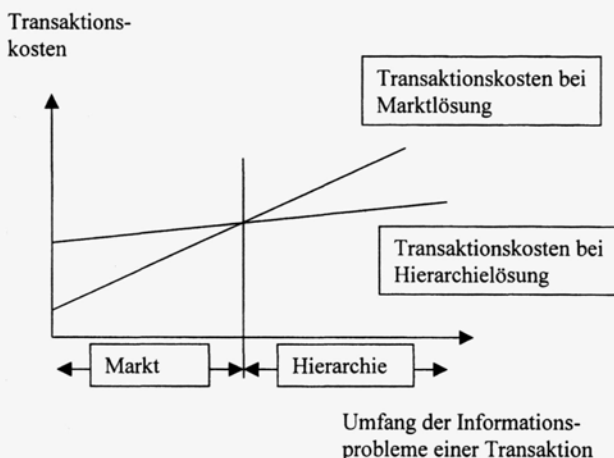 Transaktions-
kosten
Transaktionskosten bei
Marktlösung
Transaktionskosten bei
Hierarchielösung
Markt
Hierarchie
Umfang der Informations-
probleme einer Transaktion